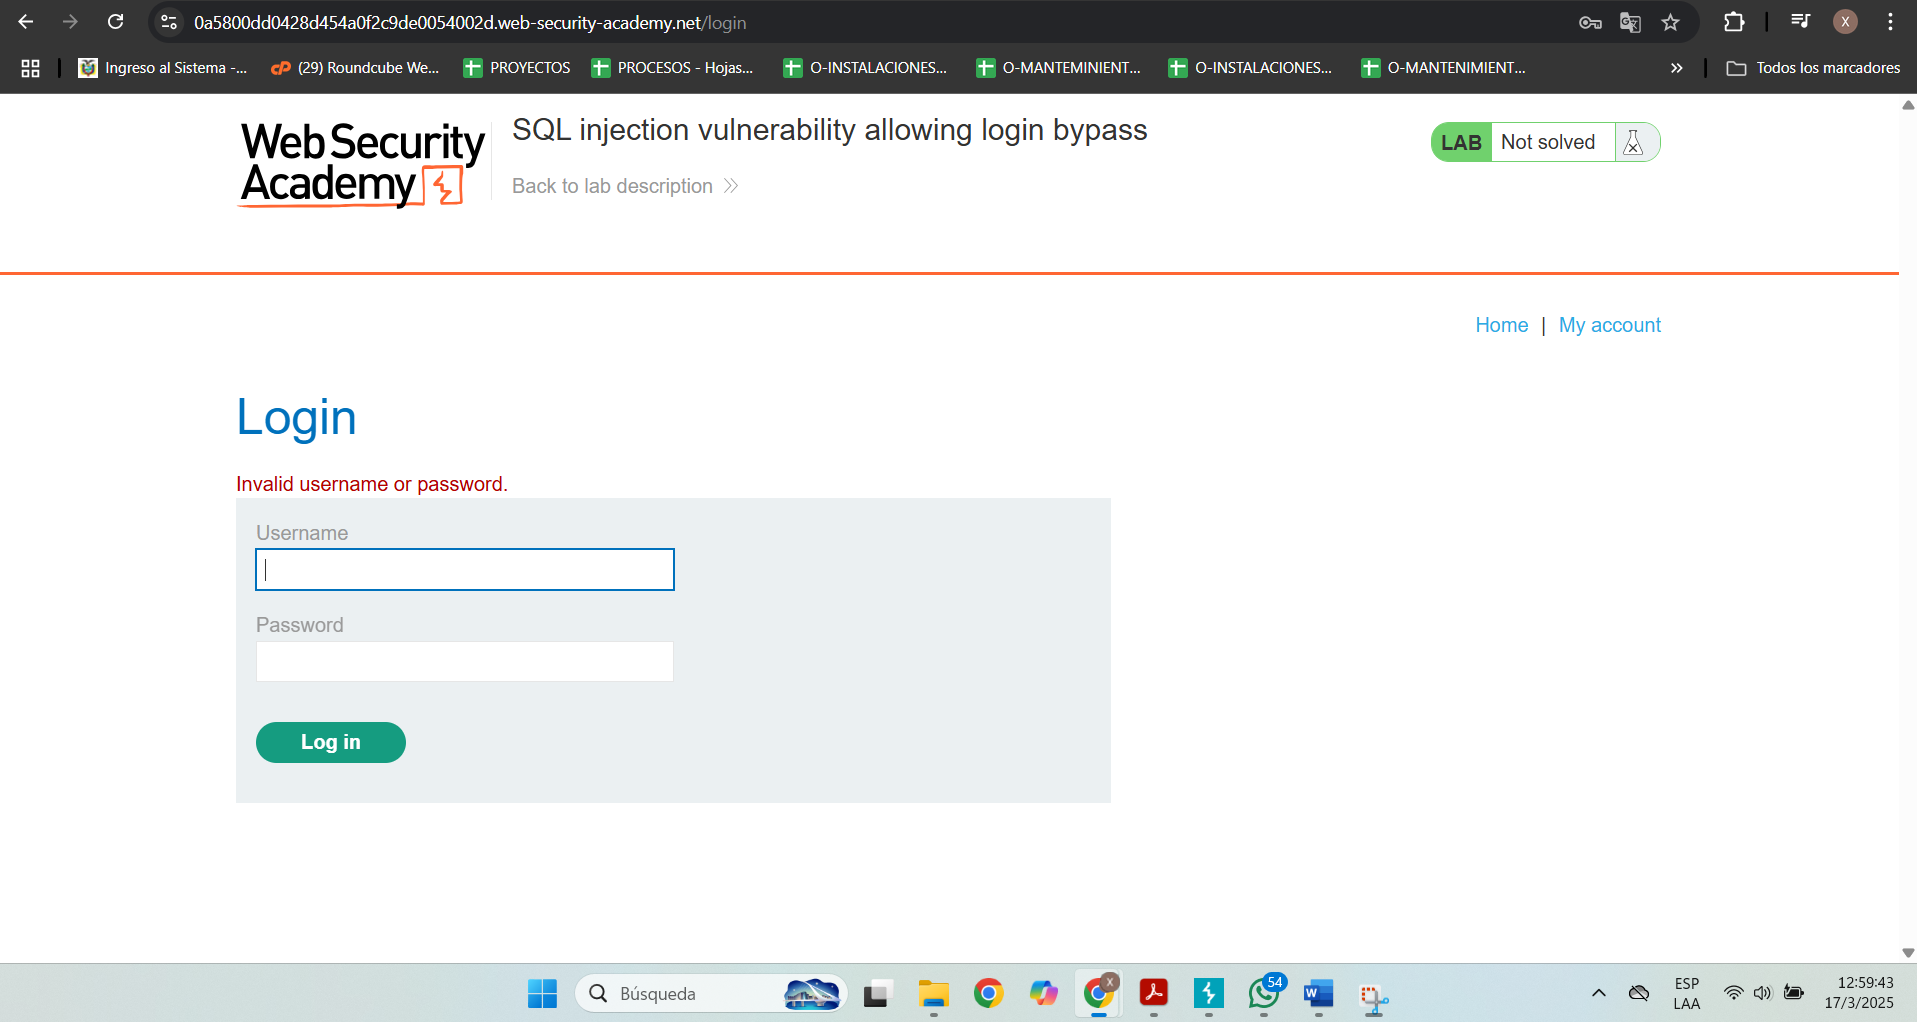 0a5800dd0428d454a0f2c9de0054002d.web-security-academy.net/login
X
Ingreso al Sistema -...
(29) Roundcube We...
PROYECTOS
PROCESOS - Hojas...
O-INSTALACIONES...
O-MANTEMINIENT...
O-INSTALACIONES...
O-MANTENIMIENT...
Todos los marcadores
Web Security
Academy
SQL injection vulnerability allowing login bypass
Back to lab description
LAB
Not solved
Home | My account
Login
Invalid username or password.
Username
Password
Log in
Búsqueda
X
54
W
ESP
LAA
12:59:43
17/3/2025